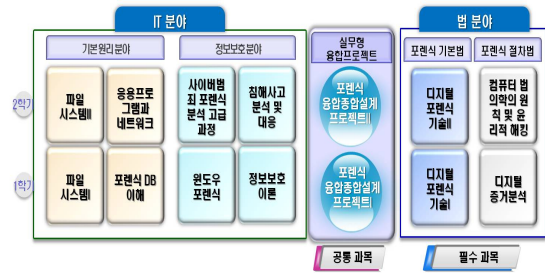 IT 분야
법 분야
기본원리분야
정보보호분야
실무형
융합프로젝트
포렌식 기본법
포렌식 절차법
2학기
파일
시스템II
응용프로
그램과
네트워크
사이버범
죄 포렌식
분석 고급
과정
침해사고
분석 및
대응
포렌식
융합종합설계
프로젝트II
디지털
포렌식
기술II
컴퓨터 법
의학의 원
칙 및 윤
리적 해킹
1학기
파일
시스템I
포렌식 DB
이해
윈도우
포렌식
정보보호
이론
포렌식
융합종합설계
프로젝트I
디지털
포렌식
기술I
디지털
증거분석
공통 과목
필수 과목